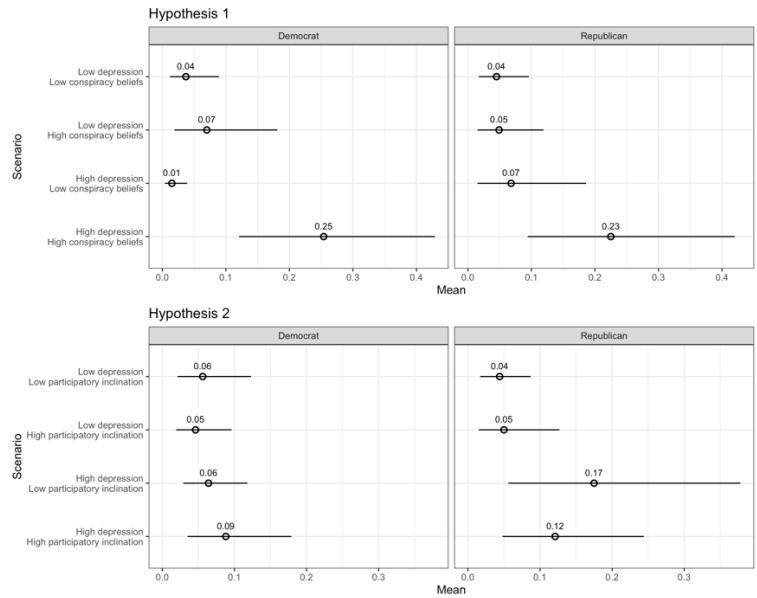 Hypothesis 1
Democrat
Republican
Scenario
Low depression
Low conspiracy beliefs
0.04
0.04
Low depression
High conspiracy beliefs
0.07
0.05
High depression
Low conspiracy beliefs
0.01
0.07
High depression
High conspiracy beliefs
0.25
0.23
0.0 0.1 0.2 0.3 0.4
0.0 0.1 0.2 0.3 0.4
Mean
Hypothesis 2
Democrat
Republican
Scenario
Low depression
Low participatory inclination
0.06
0.04
Low depression
High participatory inclination
0.05
0.05
High depression
Low participatory inclination
0.06
0.17
High depression
High participatory inclination
0.09
0.12
0.0 0.1 0.2 0.3
0.0 0.1 0.2 0.3
Mean